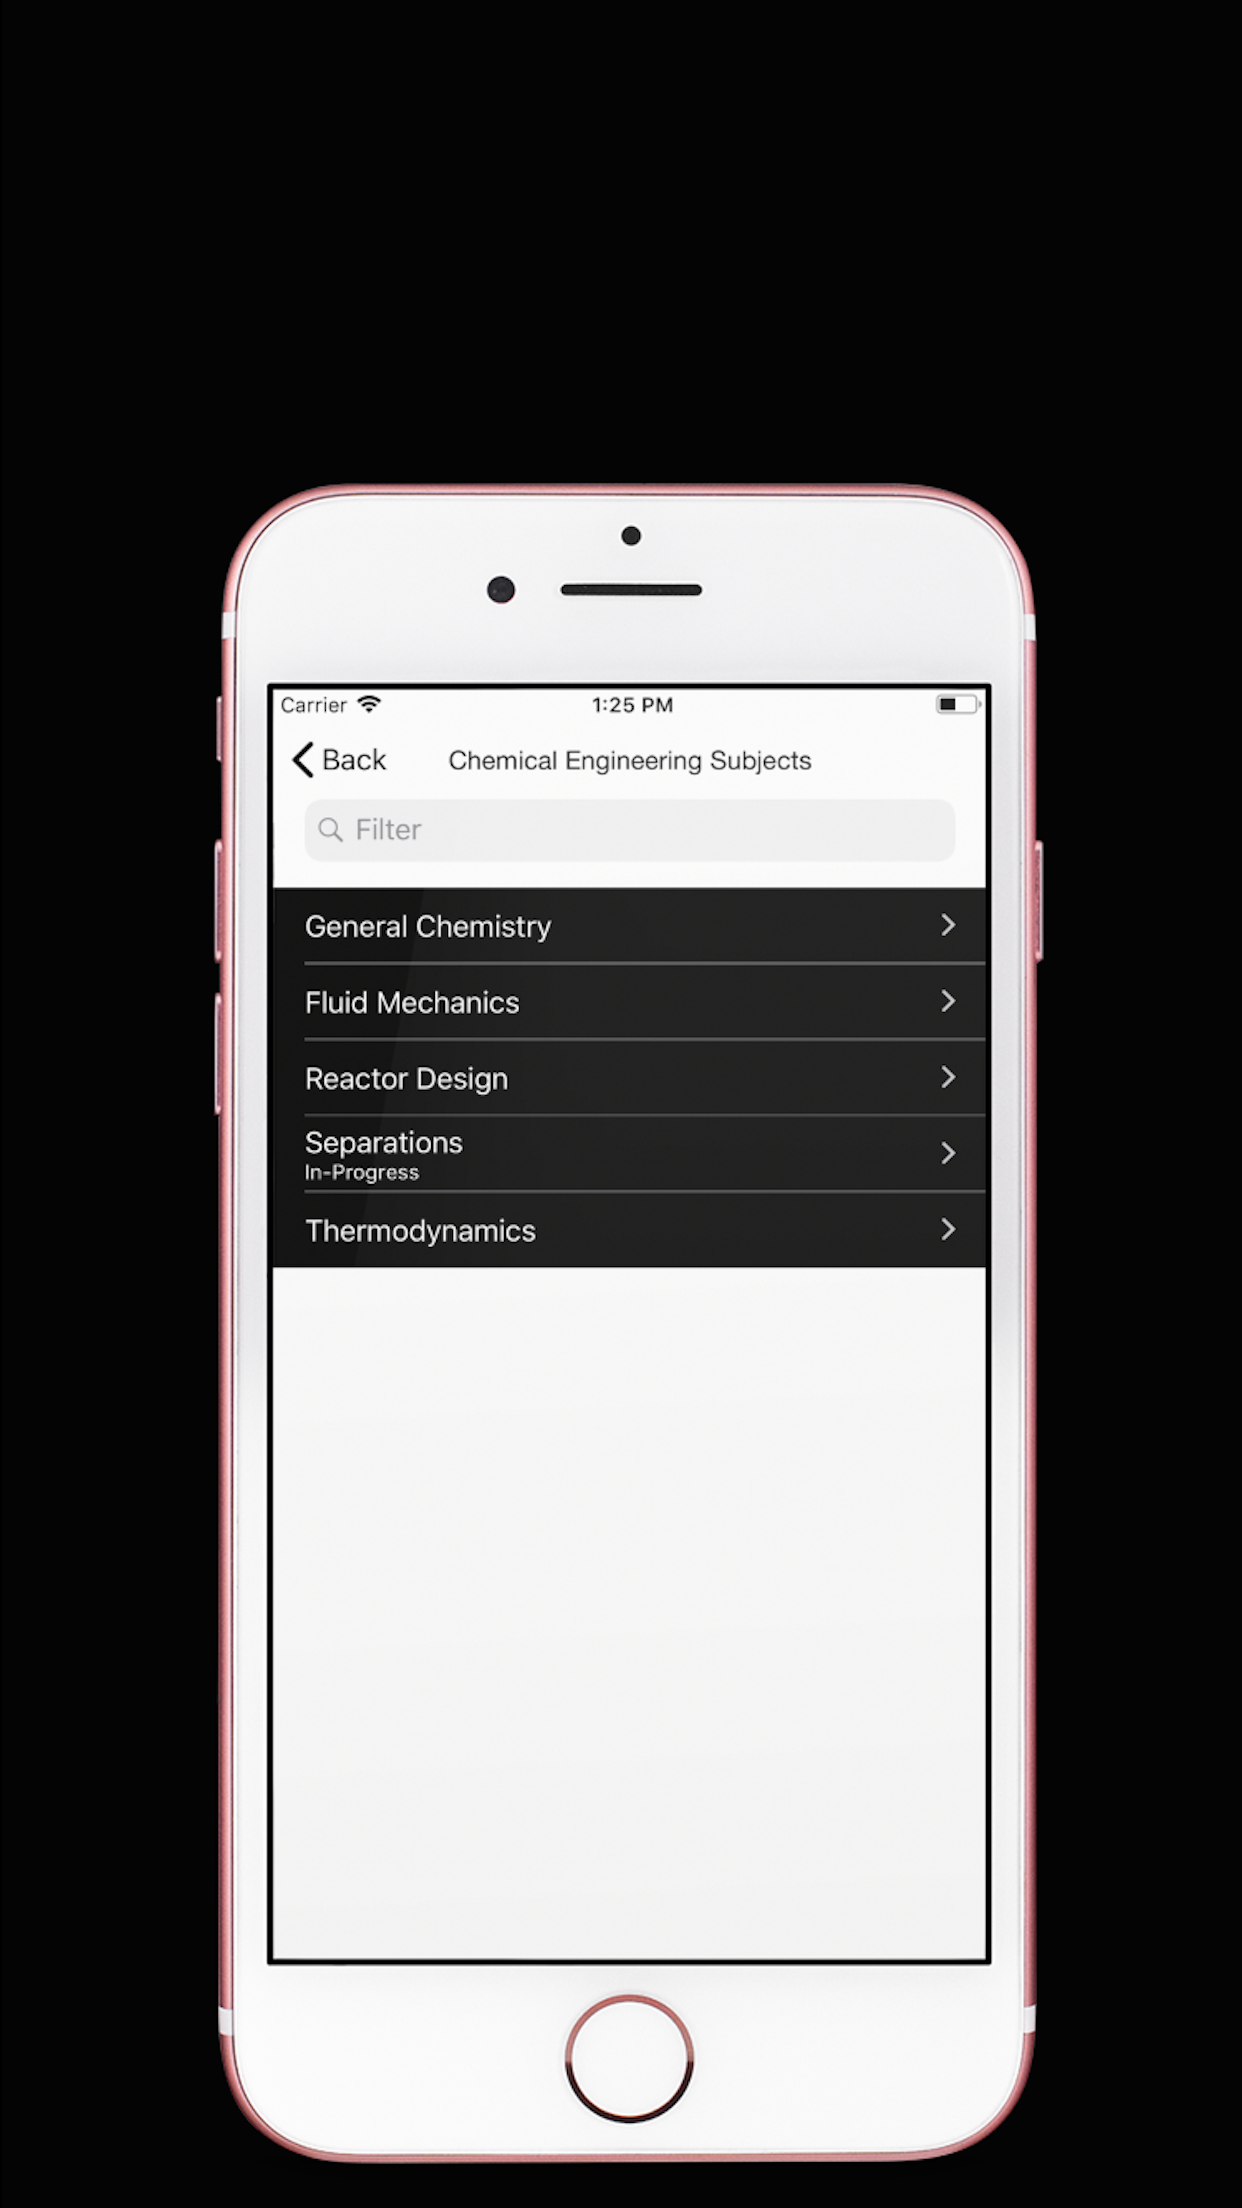 Carrier 1:25 PM
Back Chemical Engineering Subjects
Filter
General Chemistry
Fluid Mechanics
Reactor Design
Separations
In-Progress
Thermodynamics